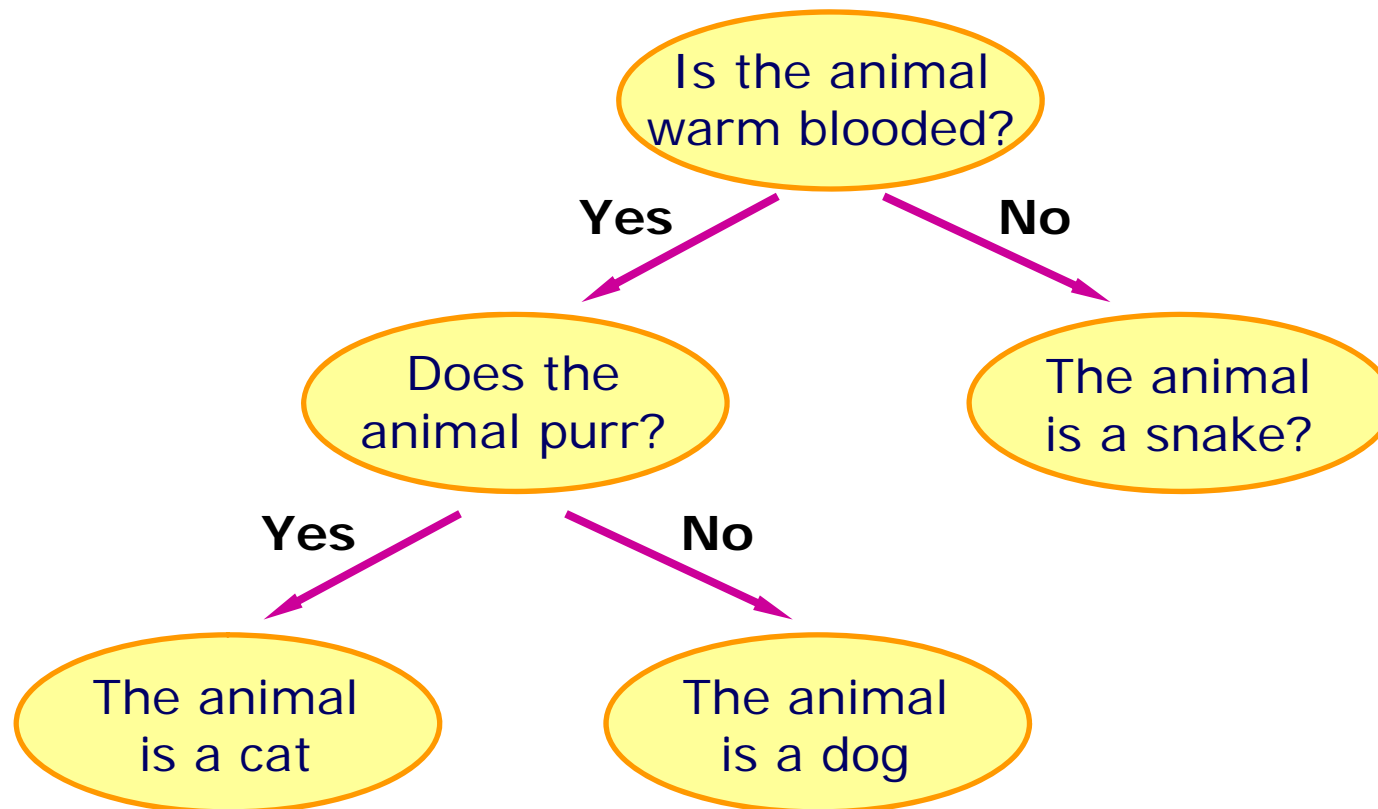 Is the animal
warm blooded?
Yes
No
Does the
animal purr?
The animal
is a snake?
Yes
No
The animal
is a cat
The animal
is a dog